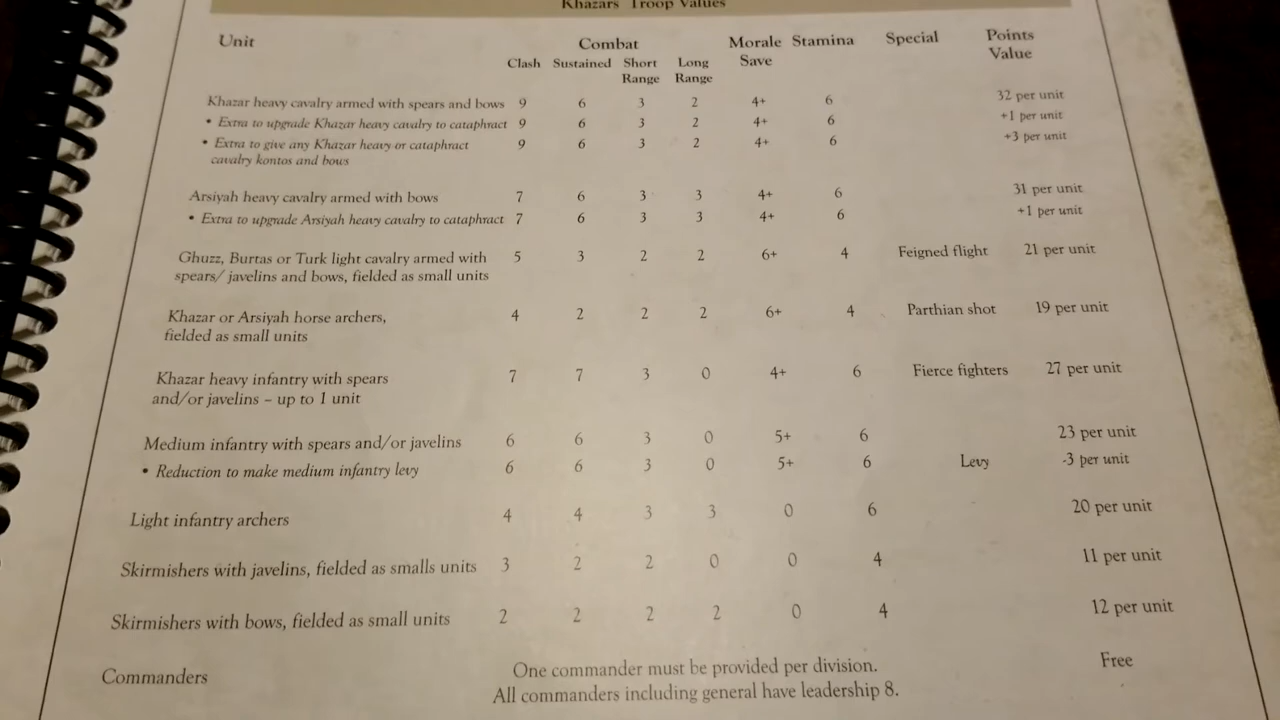 Khazars Troop Values
Unit Combat Morale Save Stamina Special Points Value
Clash Sustained Short Range Long Range
Khazar heavy cavalry armed with spears and bows 9 6 3 2 4+ 6 32 per unit
• Extra to upgrade Khazar heavy cavalry to cataphract 9 6 3 2 4+ 6 +1 per unit
• Extra to give any Khazar heavy or cataphract 9 6 3 2 4+ 6 +3 per unit
cavalry kontos and bows
Arsiyah heavy cavalry armed with bows 7 6 3 3 4+ 6 31 per unit
• Extra to upgrade Arsiyah heavy cavalry to cataphract 7 6 3 3 4+ 6 +1 per unit
Ghuzz, Burtas or Turk light cavalry armed with 5 3 2 2 6+ 4 Feigned flight 21 per unit
spears/ javelins and bows, fielded as small units
Khazar or Arsiyah horse archers, 4 2 2 2 6+ 4 Parthian shot 19 per unit
fielded as small units
Khazar heavy infantry with spears 7 7 3 0 4+ 6 Fierce fighters 27 per unit
and/or javelins – up to 1 unit
Medium infantry with spears and/or javelins 6 6 3 0 5+ 6 23 per unit
• Reduction to make medium infantry levy 6 6 3 0 5+ 6 Levy -3 per unit
Light infantry archers 4 4 3 3 0 6 20 per unit
Skirmishers with javelins, fielded as smalls units 3 2 2 0 0 4 11 per unit
Skirmishers with bows, fielded as small units 2 2 2 2 0 4 12 per unit
Commanders One commander must be provided per division. Free
All commanders including general have leadership 8.